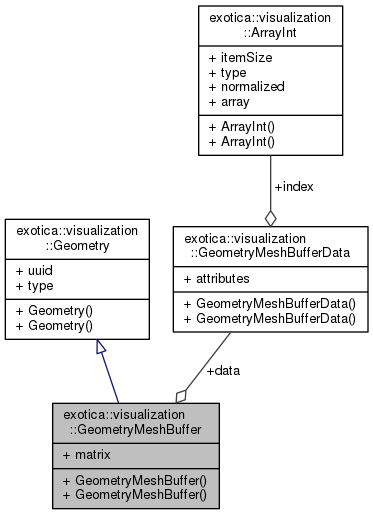 exotica::visualization
::ArrayInt
+ itemSize
+ type
+ normalized
+ array
+ ArrayInt()
+ ArrayInt()
+index
exotica::visualization
::Geometry
+ uuid
+ type
+ Geometry()
+ Geometry()
exotica::visualization
::GeometryMeshBufferData
+ attributes
+ GeometryMeshBufferData()
+ GeometryMeshBufferData()
+data
exotica::visualization
::GeometryMeshBuffer
+ matrix
+ GeometryMeshBuffer()
+ GeometryMeshBuffer()